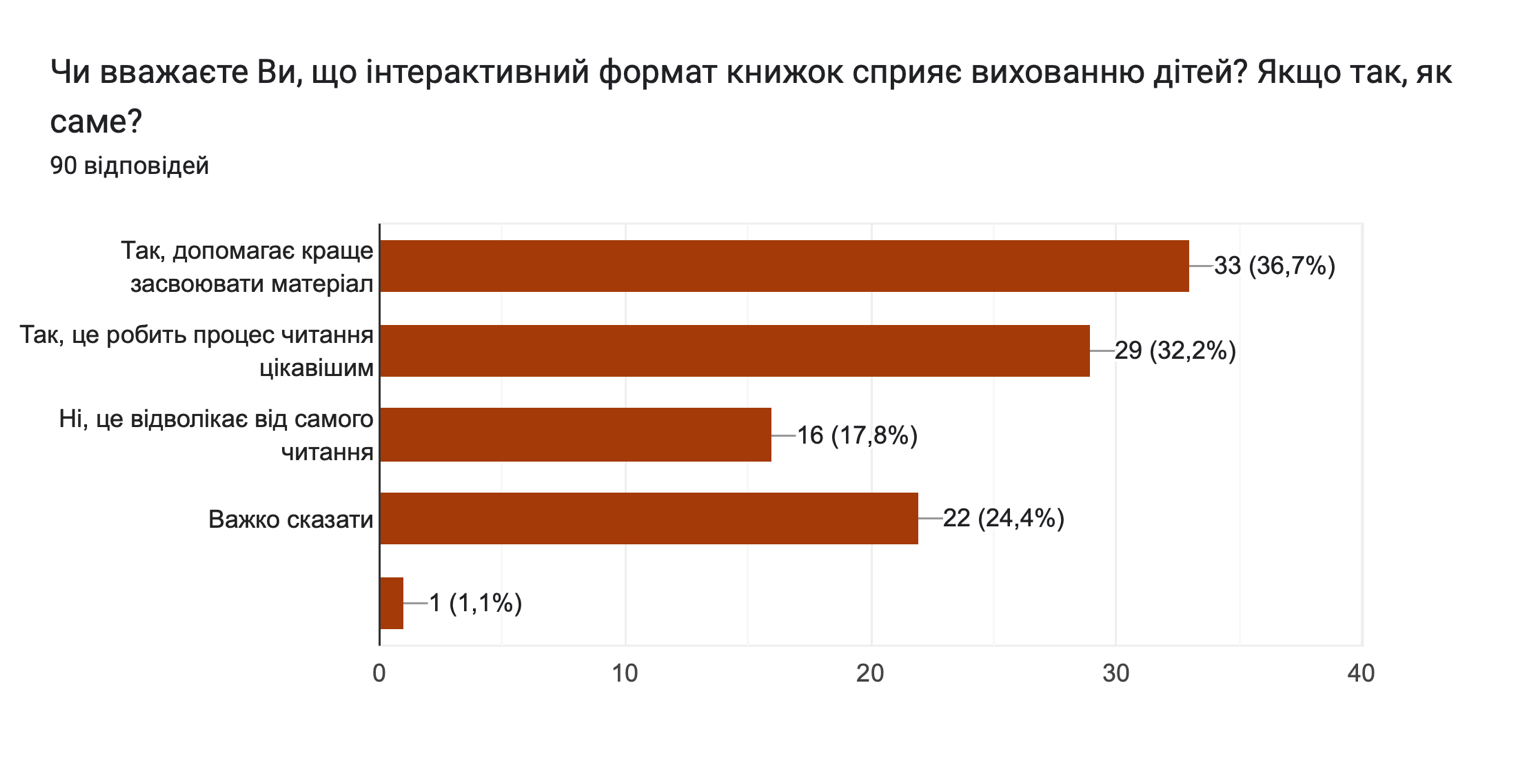 Чи вважаєте Ви, що інтерактивний формат книжок сприяє вихованню дітей? Якщо так, як
саме?
90 відповідей
Так, допомагає краще
засвоювати матеріал
33 (36,7%)
Так, це робить процес читання
цікавішим
29 (32,2%)
Ні, це відволікає від самого
читання
16 (17,8%)
Важко сказати
22 (24,4%)
1 (1,1%)
0
10
20
30
40